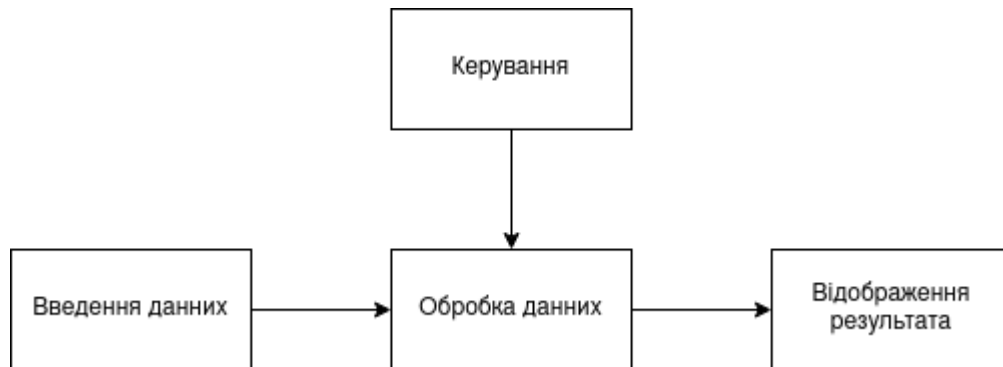 Керування
Введення данних
Обробка данних
Відображення
результата